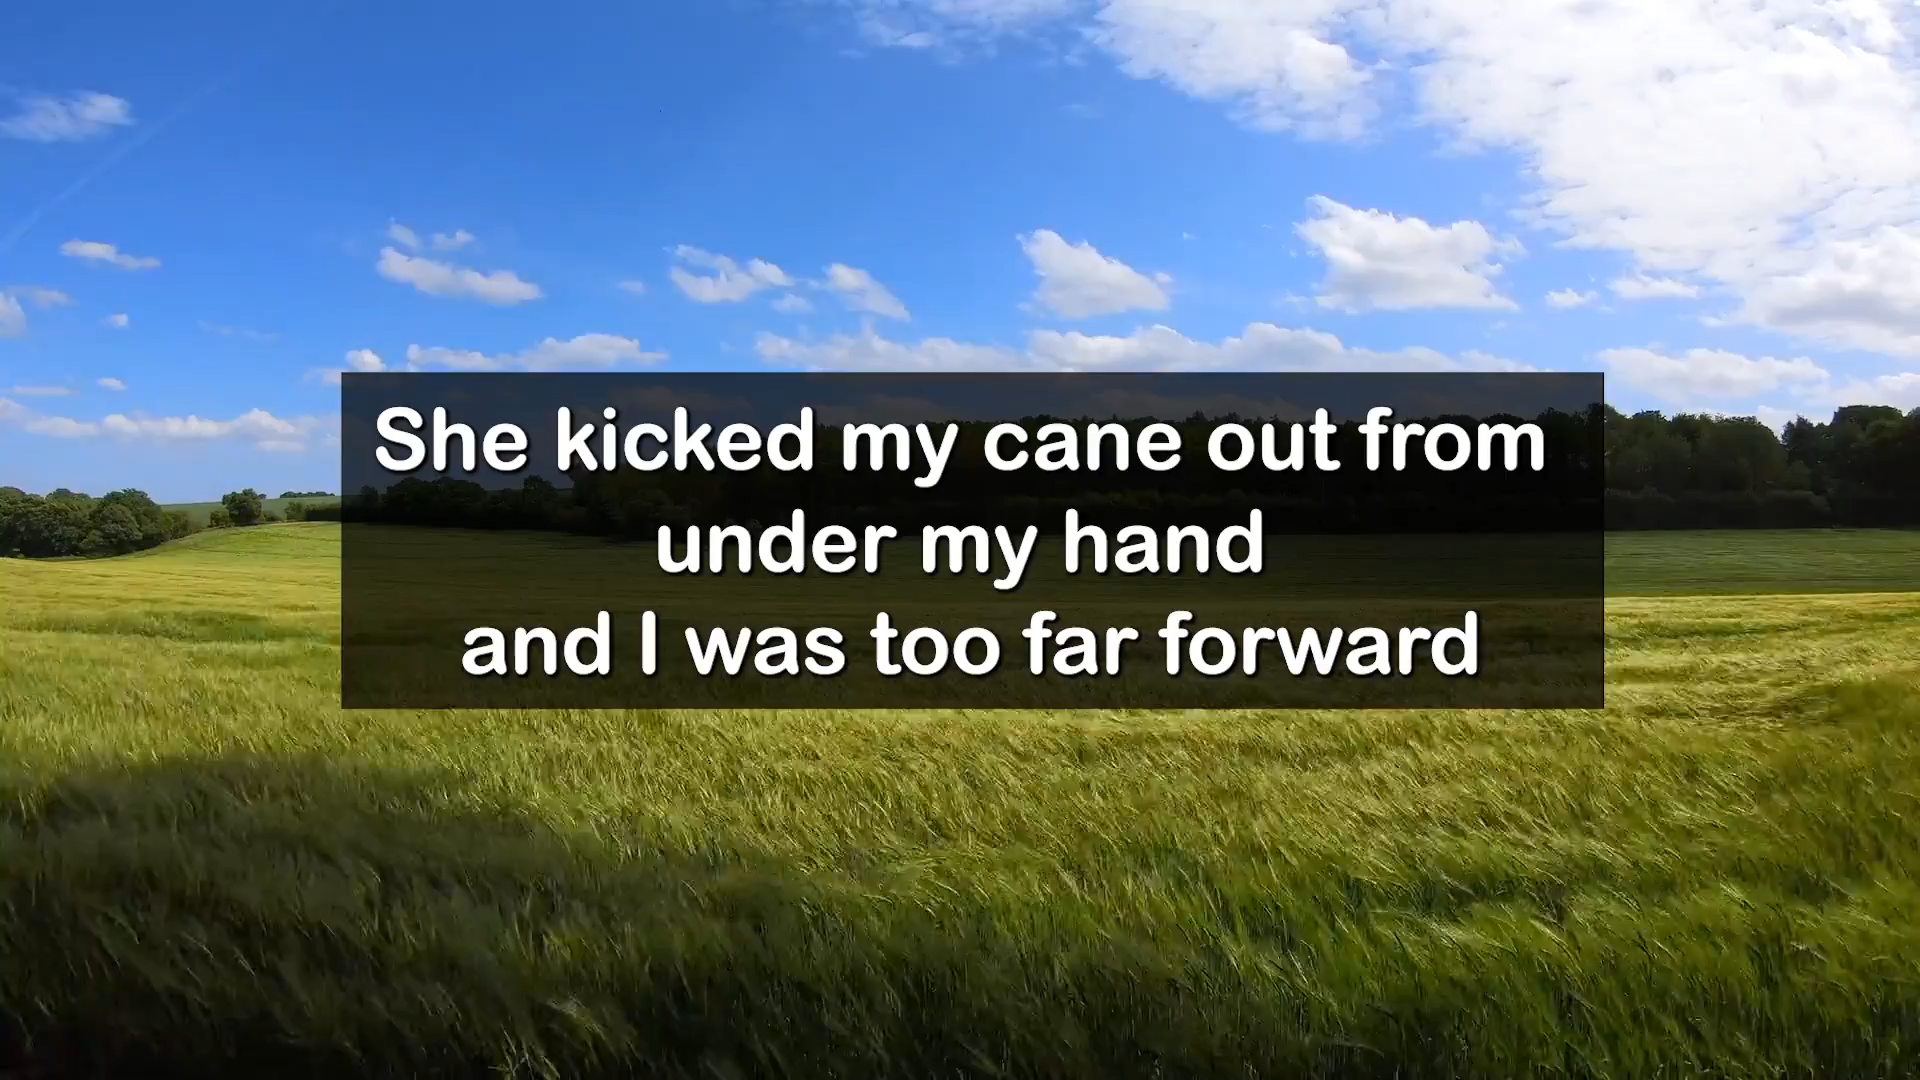 She kicked my cane out from
under my hand
and I was too far forward